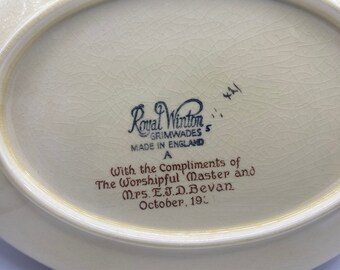 Royal Winton
GRIMWADES
MADE IN ENGLAND
A
With the Compliments of
The Worshipful Master and
Mrs. E.J.D. Bevan
October, 19